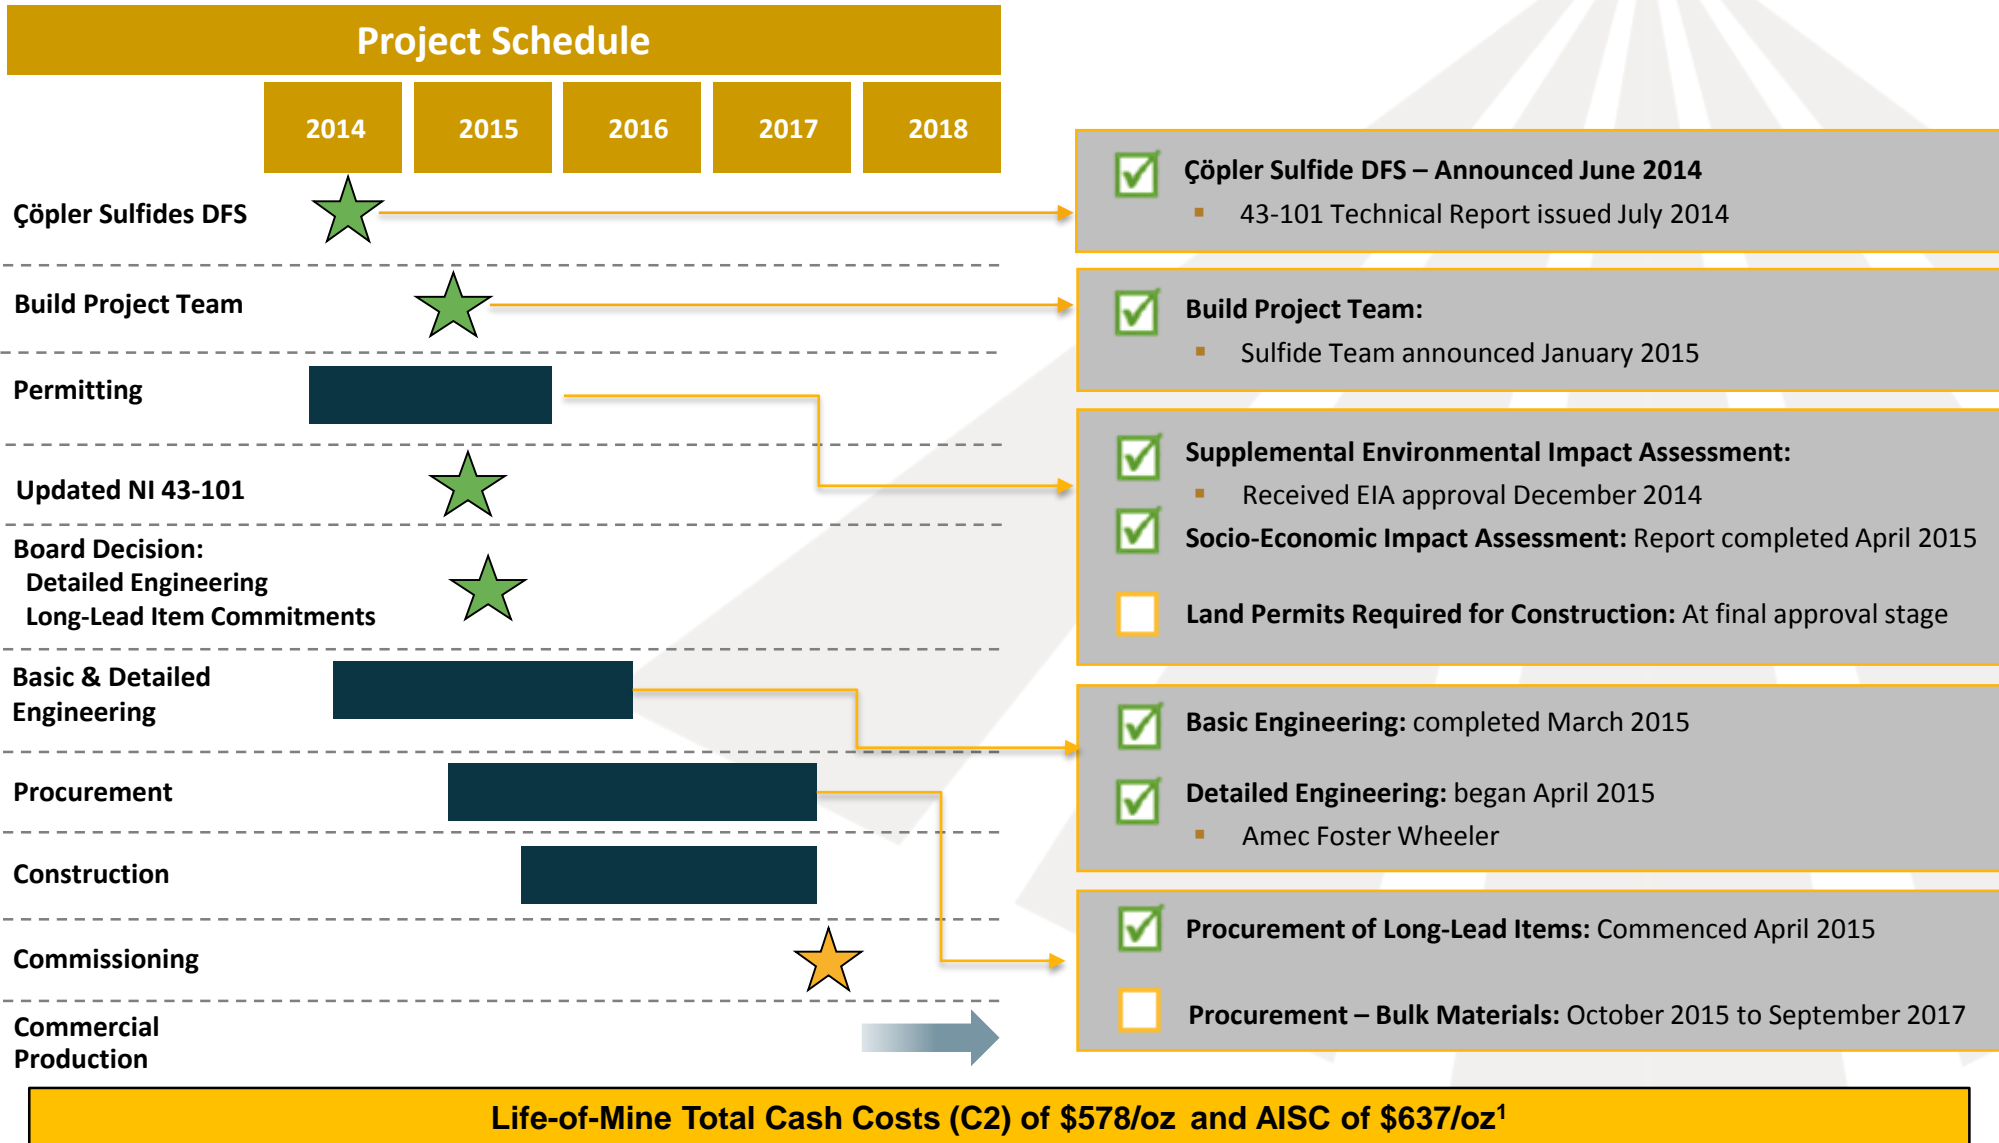 Project Schedule
2014 2015 2016 2017 2018
Çöpler Sulfides DFS
Build Project Team
Permitting
Updated NI 43-101
Board Decision:
Detailed Engineering
Long-Lead Item Commitments
Basic & Detailed
Engineering
Procurement
Construction
Commissioning
Commercial
Production
Çöpler Sulfide DFS – Announced June 2014
▪ 43-101 Technical Report issued July 2014
Build Project Team:
▪ Sulfide Team announced January 2015
Supplemental Environmental Impact Assessment:
▪ Received EIA approval December 2014
Socio-Economic Impact Assessment: Report completed April 2015
Land Permits Required for Construction: At final approval stage
Basic Engineering: completed March 2015
Detailed Engineering: began April 2015
▪ Amec Foster Wheeler
Procurement of Long-Lead Items: Commenced April 2015
Procurement – Bulk Materials: October 2015 to September 2017
Life-of-Mine Total Cash Costs (C2) of $578/oz and AISC of $637/oz¹